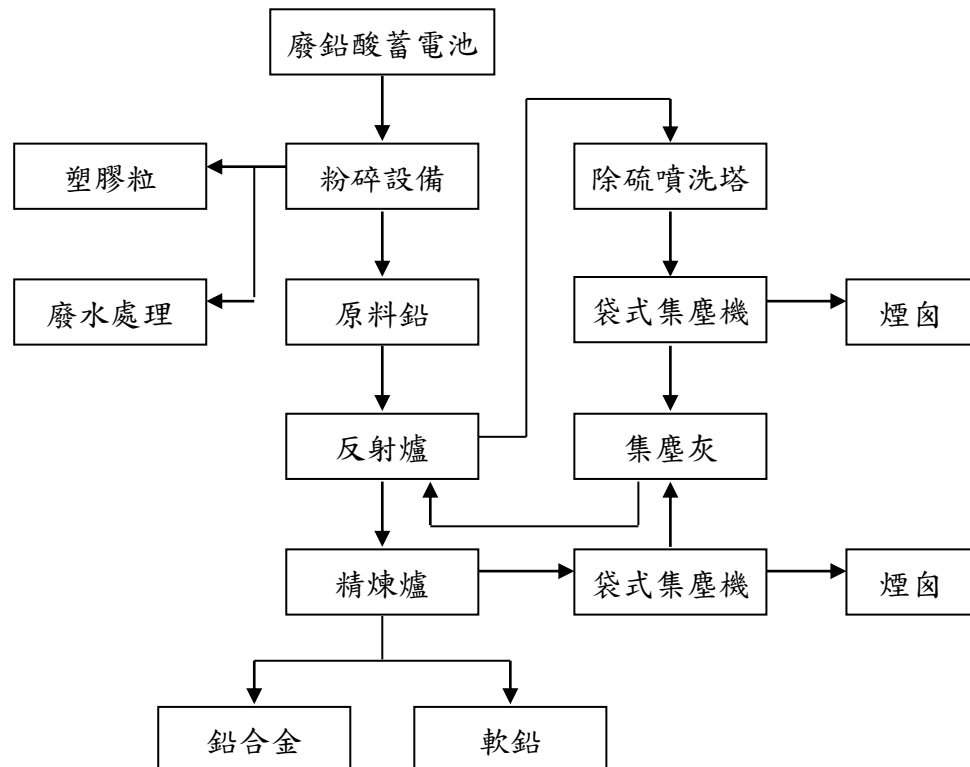 廢鉛酸蓄電池
塑膠粒
粉碎設備
除硫噴洗塔
廢水處理
原料鉛
袋式集塵機
煙囪
反射爐
集塵灰
精煉爐
袋式集塵機
煙囪
鉛合金
軟鉛